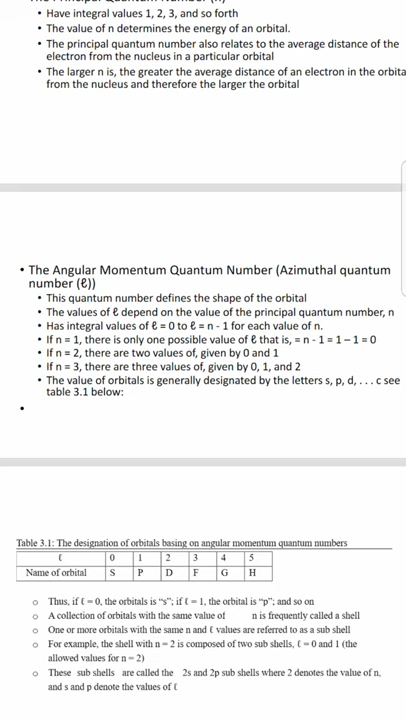 • Have integral values 1, 2, 3, and so forth
• The value of n determines the energy of an orbital.
• The principal quantum number also relates to the average distance of the
electron from the nucleus in a particular orbital
• The larger n is, the greater the average distance of an electron in the orbita
from the nucleus and therefore the larger the orbital
• The Angular Momentum Quantum Number (Azimuthal quantum
number (ℓ))
• This quantum number defines the shape of the orbital
• The values of ℓ depend on the value of the principal quantum number, n
• Has integral values of ℓ = 0 to ℓ = n - 1 for each value of n.
• If n = 1, there is only one possible value of ℓ that is, = n - 1 = 1 – 1 = 0
• If n = 2, there are two values of, given by 0 and 1
• If n = 3, there are three values of, given by 0, 1, and 2
• The value of orbitals is generally designated by the letters s, p, d, . . . c see
table 3.1 below:
•
Table 3.1: The designation of orbitals basing on angular momentum quantum numbers
ℓ 0 1 2 3 4 5
Name of orbital S P D F G H
o Thus, if ℓ = 0, the orbitals is “s”; if ℓ = 1, the orbital is “p”; and so on
o A collection of orbitals with the same value of n is frequently called a shell
o One or more orbitals with the same n and ℓ values are referred to as a sub shell
o For example, the shell with n = 2 is composed of two sub shells, ℓ = 0 and 1 (the
allowed values for n = 2)
o These sub shells are called the 2s and 2p sub shells where 2 denotes the value of n,
and s and p denote the values of ℓ